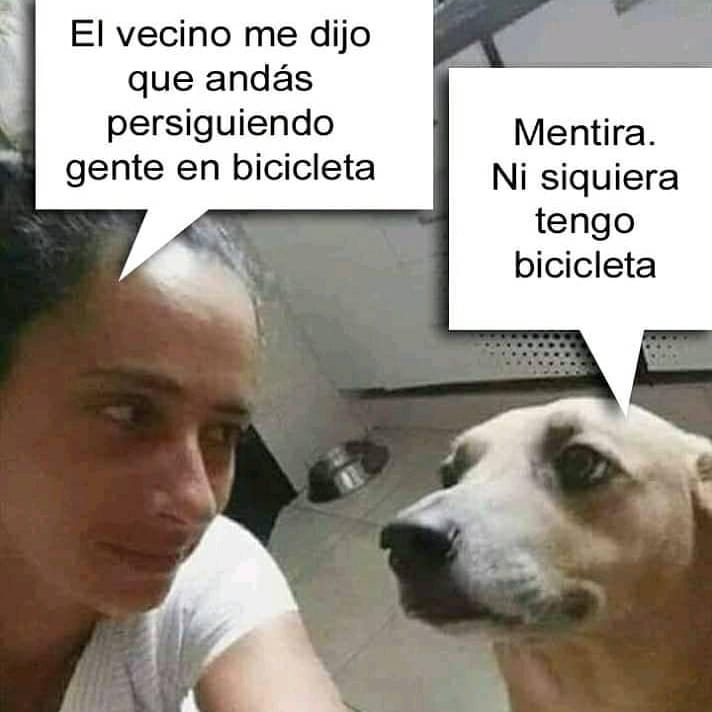 El vecino me dijo
que andás
persiguiendo
gente en bicicleta
Mentira.
Ni siquiera
tengo
bicicleta